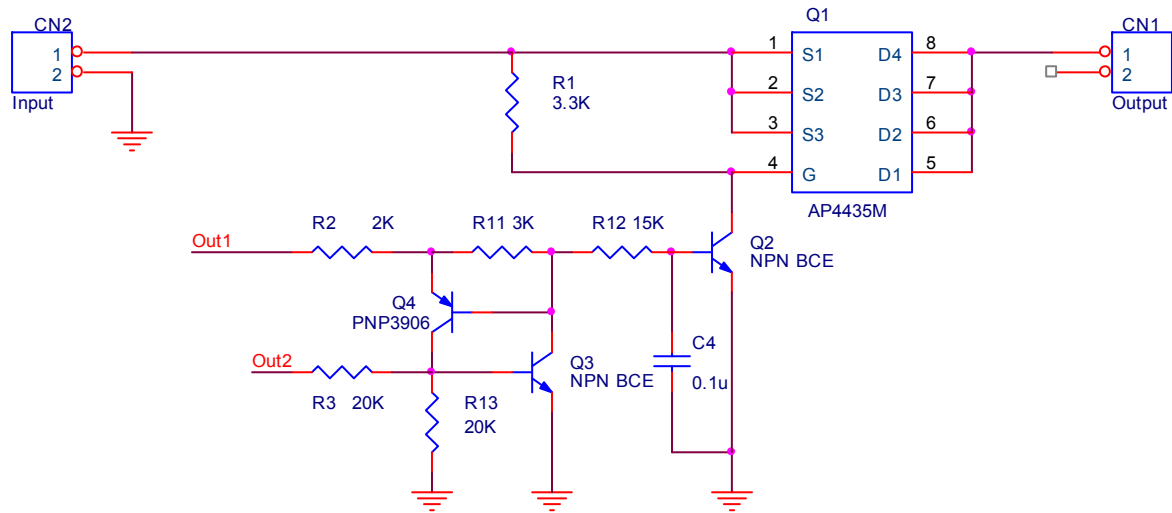 CN2
1
2
Input
Q1
1 S1 D4 8
2 S2 D3 7
3 S3 D2 6
4 G D1 5
AP4435M
CN1
1
2
Output
R1
3.3K
Out1
R2 2K
R11 3K
R12 15K
Q2
NPN BCE
Q4
PNP3906
Out2
R3 20K
Q3
NPN BCE
R13
20K
C4
0.1u